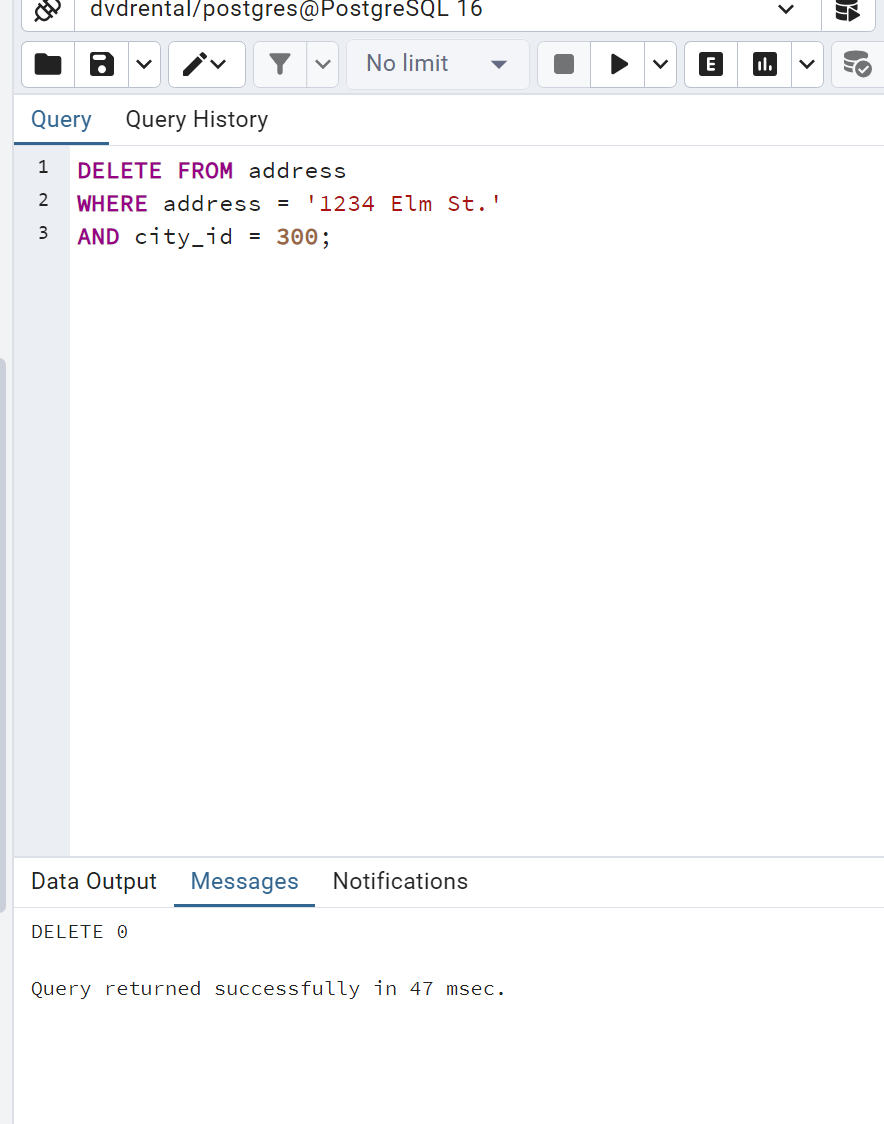 dvdrental/postgres@PostgreSQL 16
No limit
E
Query Query History
1 DELETE FROM address
2 WHERE address = '1234 Elm St.'
3 AND city_id = 300;
Data Output Messages Notifications
DELETE 0
Query returned successfully in 47 msec.